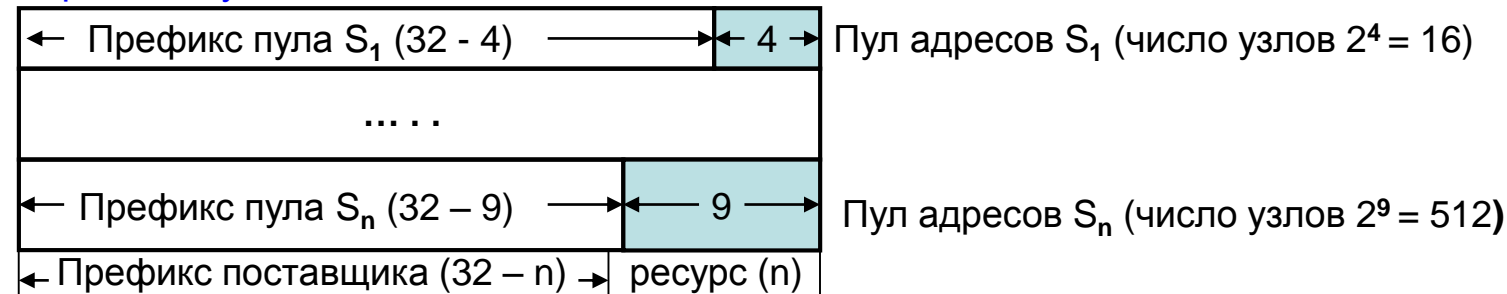 Префикс пула S₁ (32 - 4) 4 Пул адресов S₁ (число узлов 2⁴ = 16)
... . .
Префикс пула Sₙ (32 – 9) 9 Пул адресов Sₙ (число узлов 2⁹ = 512)
Префикс поставщика (32 – n) ресурс (n)